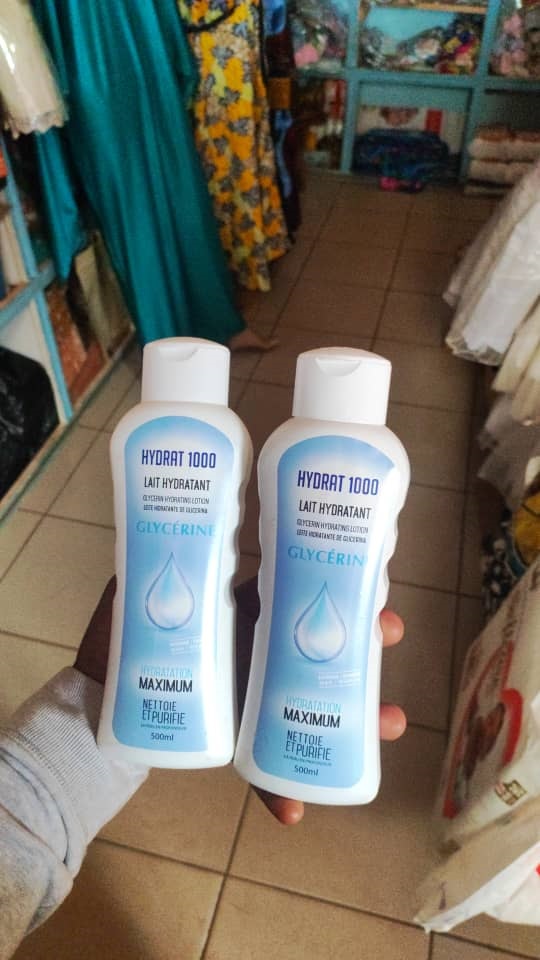 HYDRAT 1000
LAIT HYDRATANT
GLYCERIN HYDRATING LOTION
LEITE HIDRATANTE DE GLICERINA
GLYCÉRINE
HYDRATATION
MAXIMUM
NETTOIE
ET PURIFIE
500ml
HYDRAT 1000
LAIT HYDRATANT
GLYCERIN HYDRATING LOTION
LEITE HIDRATANTE DE GLICERINA
GLYCÉRIN
HYDRATATION
MAXIMUM
NETTOIE
ET PURIFIE
500ml